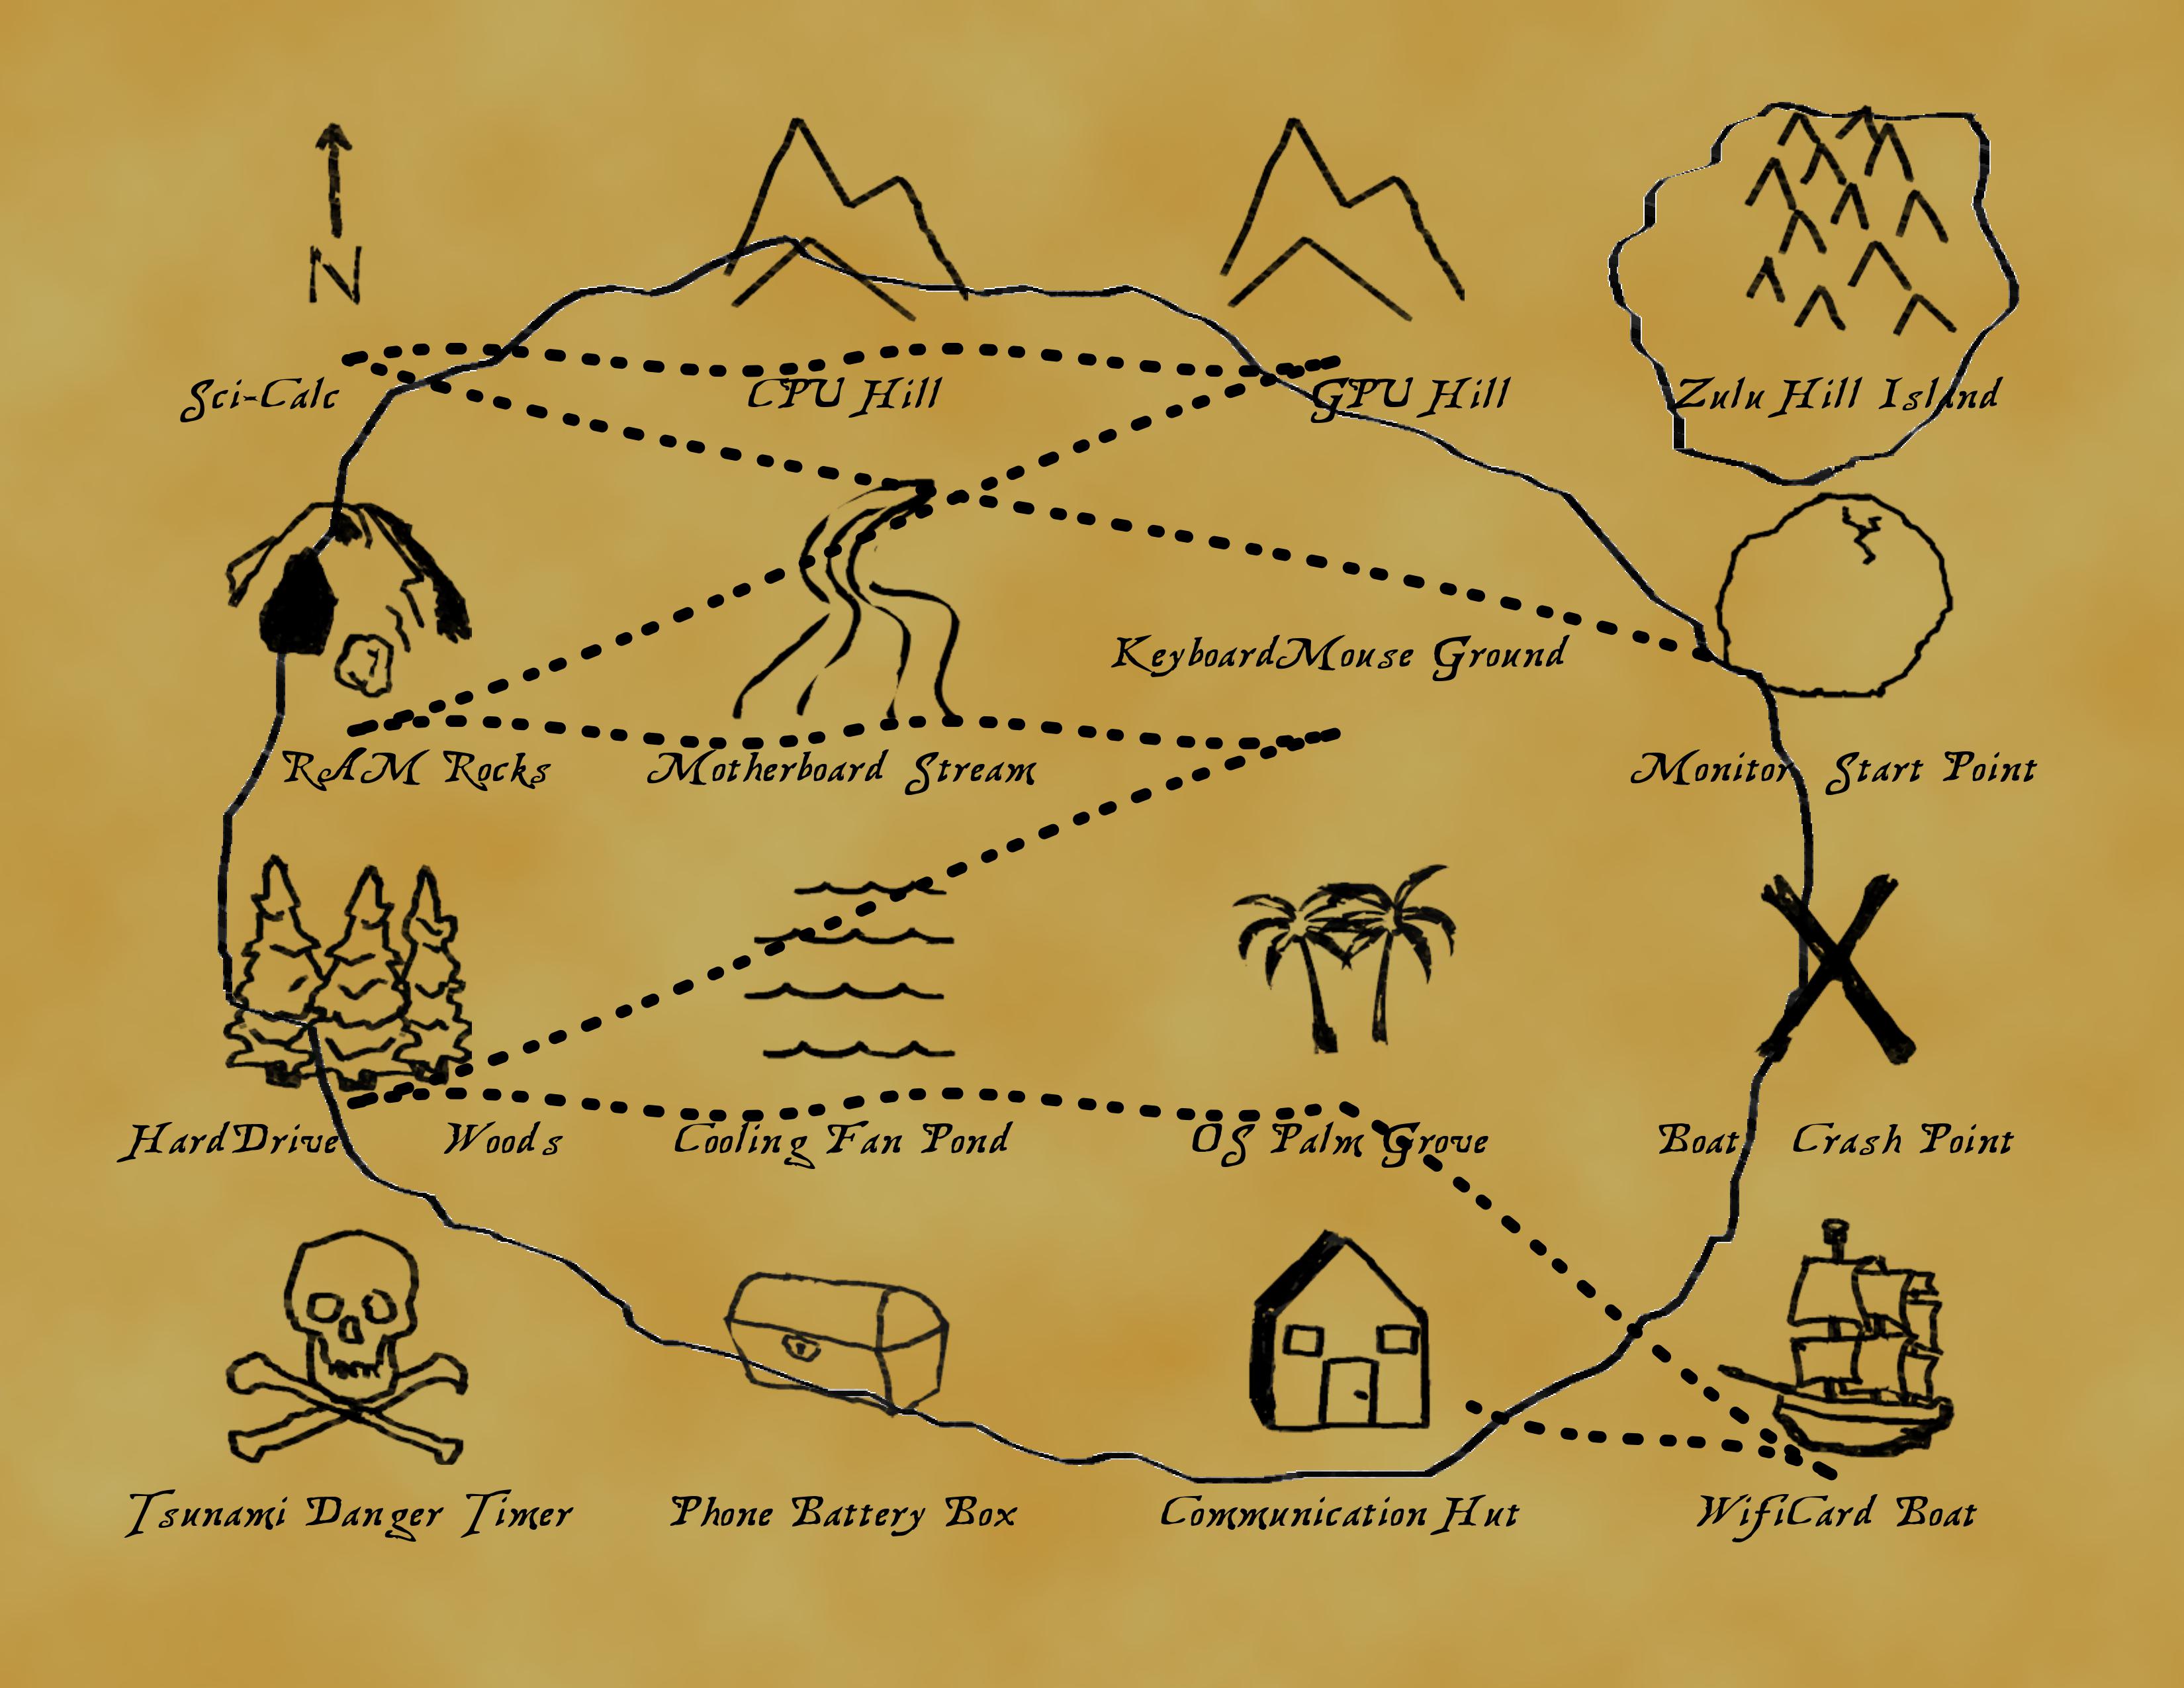 N
Sci-Calc
CPU Hill
GPU Hill
Zulu Hill Island
KeyboardMouse Ground
RAM Rocks
Motherboard Stream
Monitor Start Point
HardDrive Woods
Cooling Fan Pond
OS Palm Grove
Boat Crash Point
Tsunami Danger Timer
Phone Battery Box
Communication Hut
WifiCard Boat